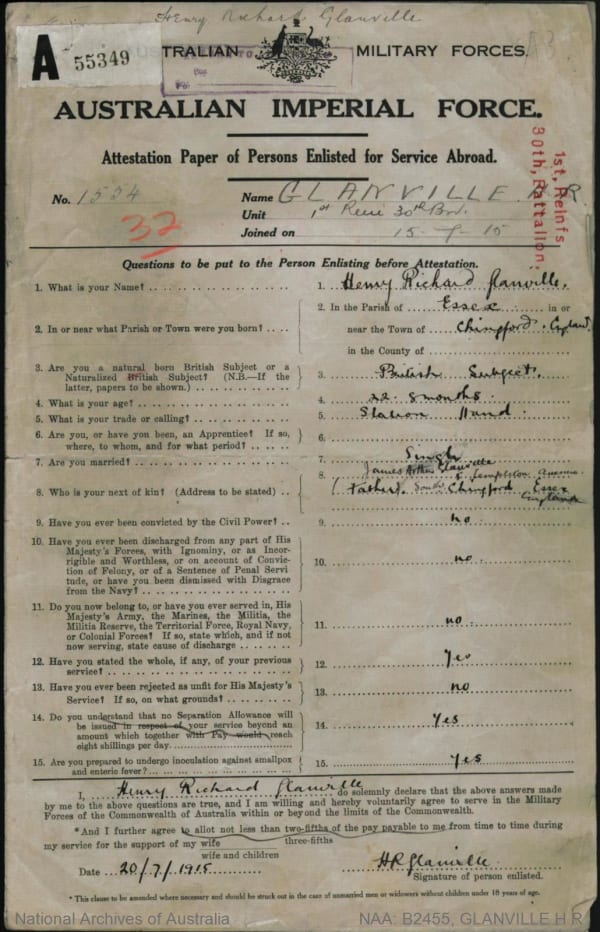 Henry Richard Glanville
A 55349
AUSTRALIAN MILITARY FORCES.
AUSTRALIAN IMPERIAL FORCE.
Attestation Paper of Persons Enlisted for Service Abroad.
1st. Reinfs
30th, Battalion.
No. 1554 Name GLANVILLE H R
Unit 1st Rein 30th Bn.
32
Joined on 15-7-15
Questions to be put to the Person Enlisting before Attestation.
1. What is your Name? 1. Henry Richard Glanville.
2. In or near what Parish or Town were you born? 2. In the Parish of Essex in or
near the Town of Chingford. England
in the County of
3. Are you a natural born British Subject or a
Naturalized British Subject? (N.B.—If the
latter, papers to be shown.) 3. British Subject.
4. What is your age? 4. 22. 8 months.
5. What is your trade or calling? 5. Station Hand.
6. Are you, or have you been, an Apprentice? If so,
where, to whom, and for what period? 6.
7. Are you married? 7. Single
8. Who is your next of kin? (Address to be stated) 8. James Arthur Glanville
6 Templeton Avenue
(Father). South Chingford Essex
England
9. Have you ever been convicted by the Civil Power? 9. no.
10. Have you ever been discharged from any part of His
Majesty's Forces, with Ignominy, or as Incor-
rigible and Worthless, or on account of Convic-
tion of Felony, or of a Sentence of Penal Servi
tude, or have you been dismissed with Disgrace
from the Navy? 10. no.
11. Do you now belong to, or have you ever served in, His
Majesty's Army, the Marines, the Militia, the
Militia Reserve, the Territorial Force, Royal Navy,
or Colonial Forces? If so, state which, and if not
now serving, state cause of discharge 11. no.
12. Have you stated the whole, if any, of your previous
service? 12. Yes
13. Have you ever been rejected as unfit for His Majesty's
Service? If so, on what grounds? 13. no
14. Do you understand that no Separation Allowance will
be issued in respect of your service beyond an
amount which together with Pay would reach
eight shillings per day. 14. Yes
15. Are you prepared to undergo inoculation against smallpox
and enteric fever? 15. Yes
I, Henry Richard Glanville do solemnly declare that the above answers made
by me to the above questions are true, and I am willing and hereby voluntarily agree to serve in the Military
Forces of the Commonwealth of Australia within or beyond the limits of the Commonwealth.
*And I further agree to allot not less than two-fifths of the pay payable to me from time to time during
three-fifths
my service for the support of my wife
wife and children
Date 20/7/1915 HRGlanville.
Signature of person enlisted.
* This clause to be amended where necessary and should be struck out in the case of unmarried men or widowers without children under 18 years of age.
National Archives of Australia NAA: B2455, GLANVILLE H R